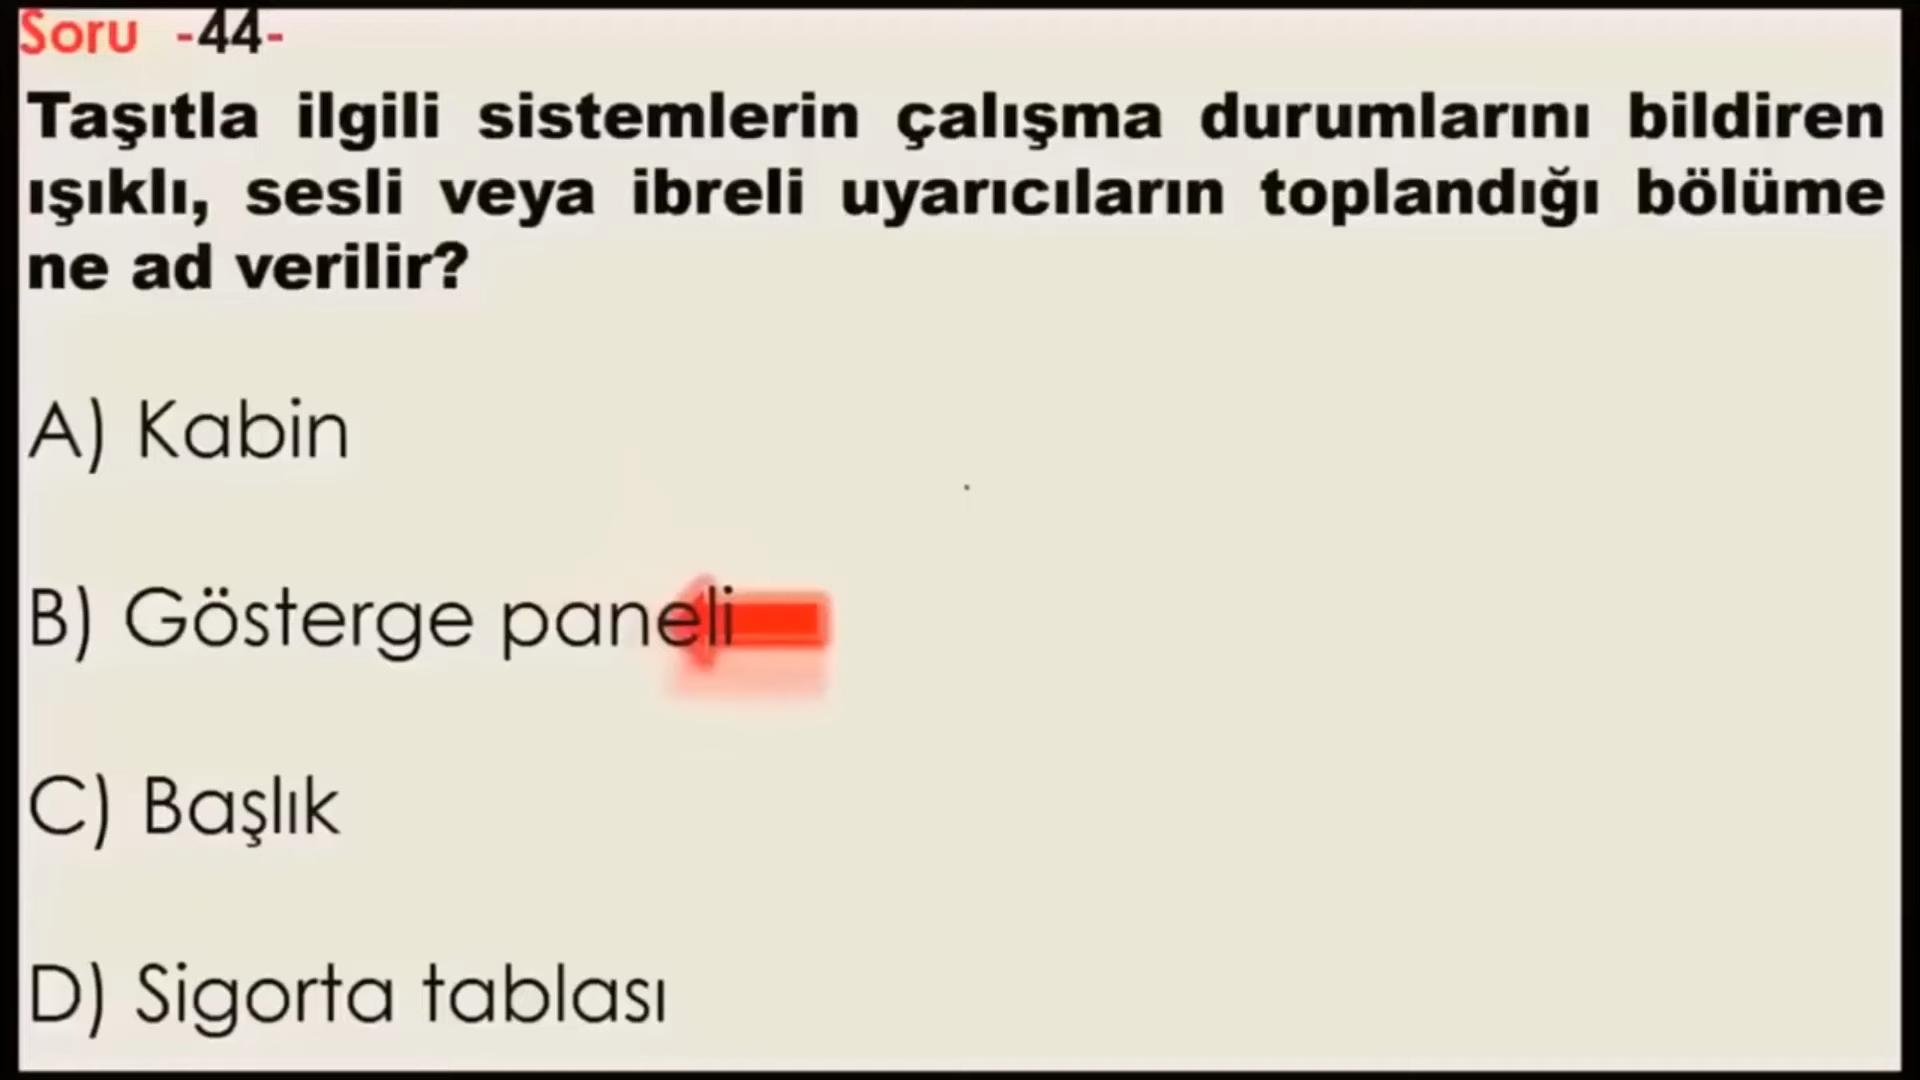 Soru -44-
Taşıtla ilgili sistemlerin çalışma durumlarını bildiren
ışıklı, sesli veya ibreli uyarıcıların toplandığı bölüme
ne ad verilir?
A) Kabin
B) Gösterge paneli
C) Başlık
D) Sigorta tablası